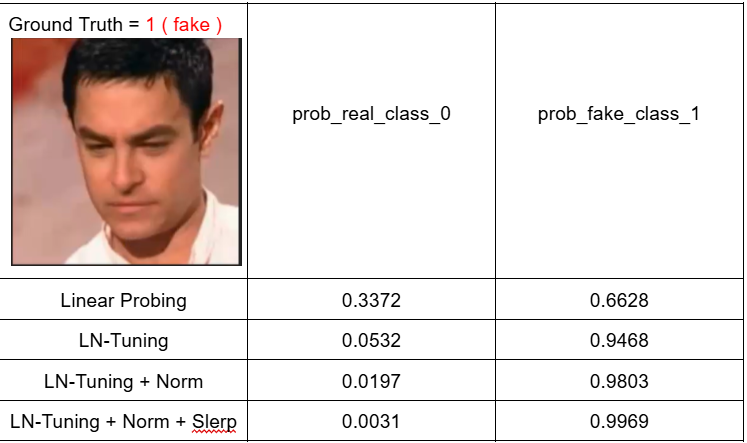 Ground Truth = 1 ( fake )
prob_real_class_0 prob_fake_class_1
Linear Probing 0.3372 0.6628
LN-Tuning 0.0532 0.9468
LN-Tuning + Norm 0.0197 0.9803
LN-Tuning + Norm + Slerp 0.0031 0.9969